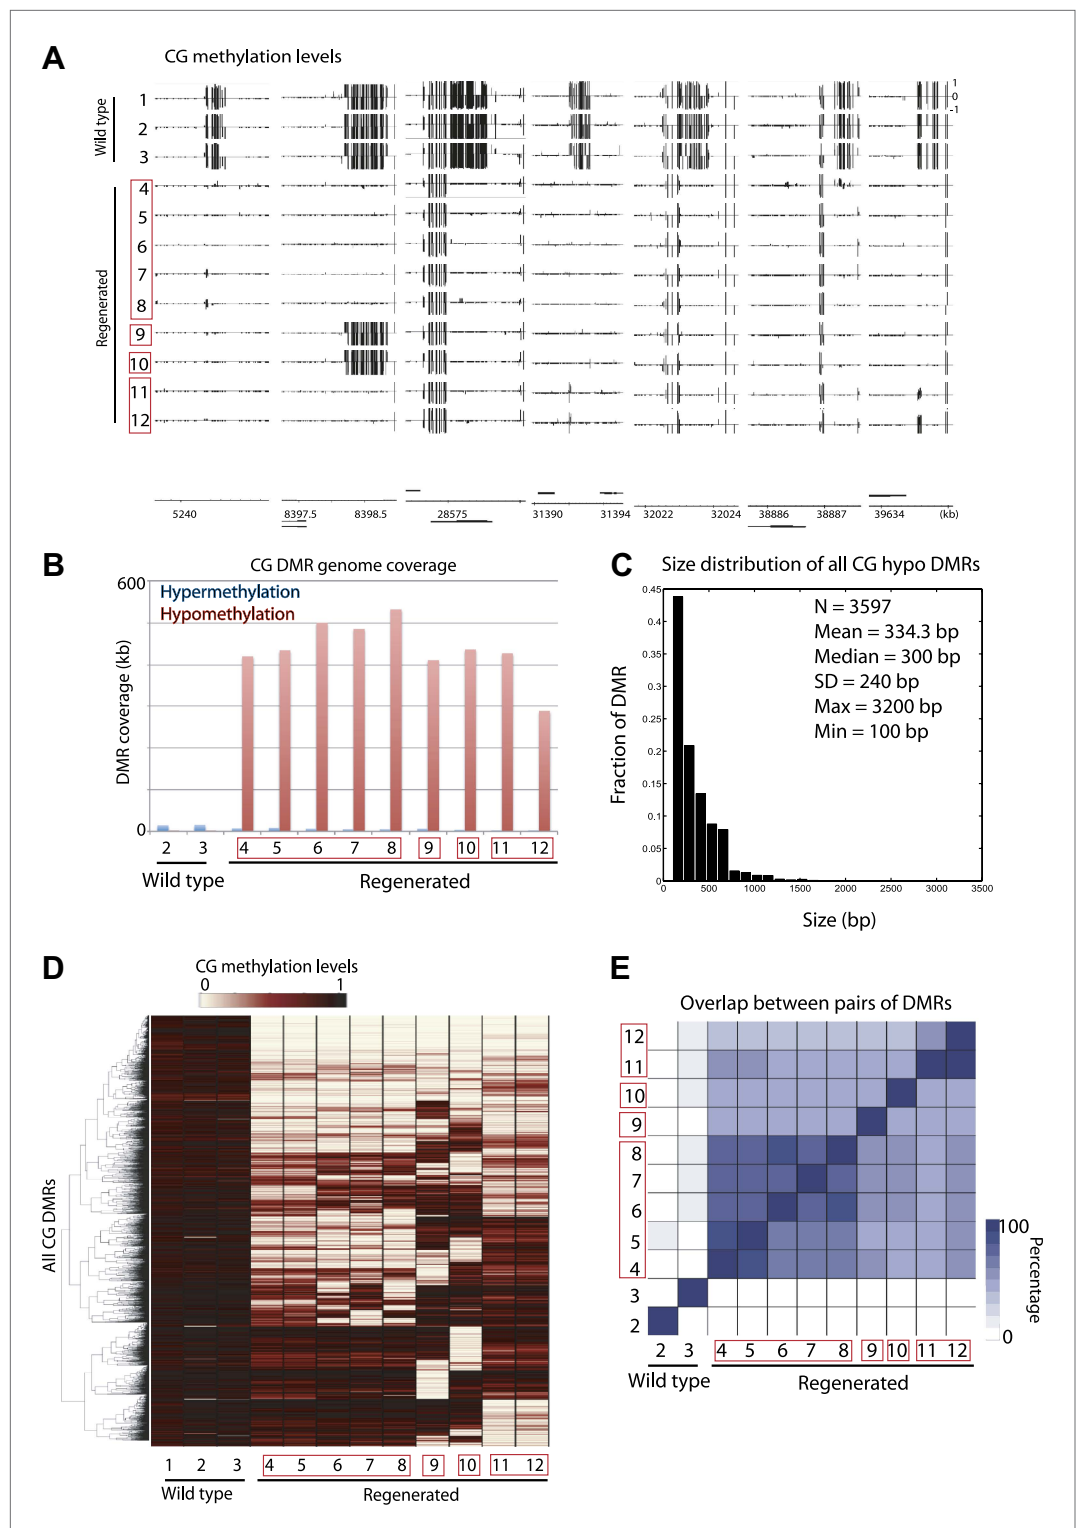 A
CG methylation levels
1
0
-1
Wild type
1
2
3
Regenerated
4
5
6
7
8
9
10
11
12
5240
8397.5
8398.5
28575
31390
31394
32022
32024
38886
38887
39634
(kb)
B
CG DMR genome coverage
600
Hypermethylation
Hypomethylation
DMR coverage (kb)
0
2 3 4 5 6 7 8 9 10 11 12
Wild type
Regenerated
C
Size distribution of all CG hypo DMRs
N = 3597
Mean = 334.3 bp
Median = 300 bp
SD = 240 bp
Max = 3200 bp
Min = 100 bp
Fraction of DMR
0.45
0.4
0.35
0.3
0.25
0.2
0.15
0.1
0.05
0
0 500 1000 1500 2000 2500 3000 3500
Size (bp)
D
CG methylation levels
0 1
All CG DMRs
1 2 3 4 5 6 7 8 9 10 11 12
Wild type
Regenerated
E
Overlap between pairs of DMRs
12
11
10
9
8
7
6
5
4
3
2
2 3 4 5 6 7 8 9 10 11 12
Wild type
Regenerated
100
0
Percentage